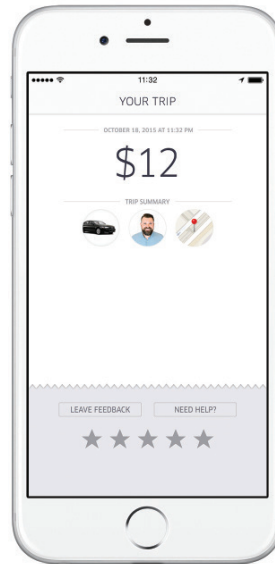 11:32
YOUR TRIP
OCTOBER 18, 2015 AT 11:32 PM
$12
TRIP SUMMARY
LEAVE FEEDBACK NEED HELP?